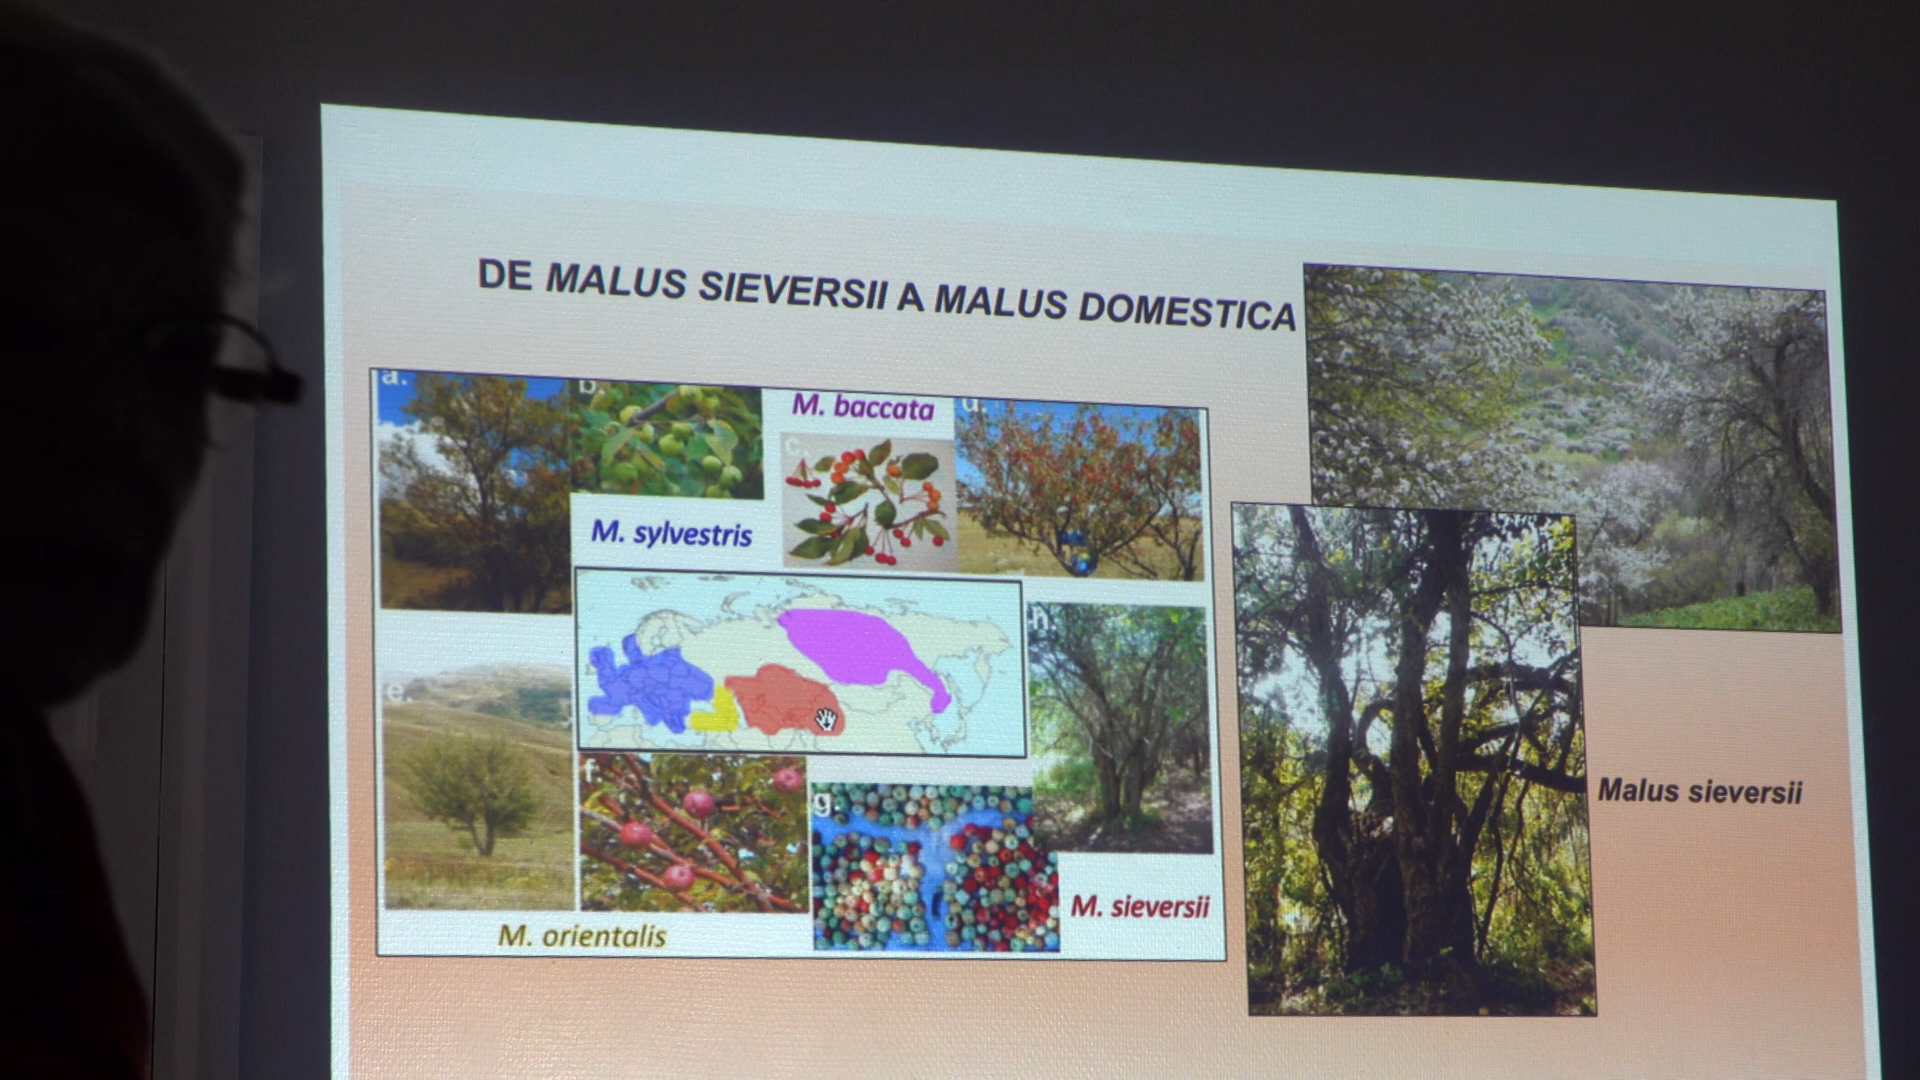 DE MALUS SIEVERSII A MALUS DOMESTICA
a.
b.
M. baccata
d.
c.
M. sylvestris
h.
e.
f.
g.
Malus sieversii
M. sieversii
M. orientalis